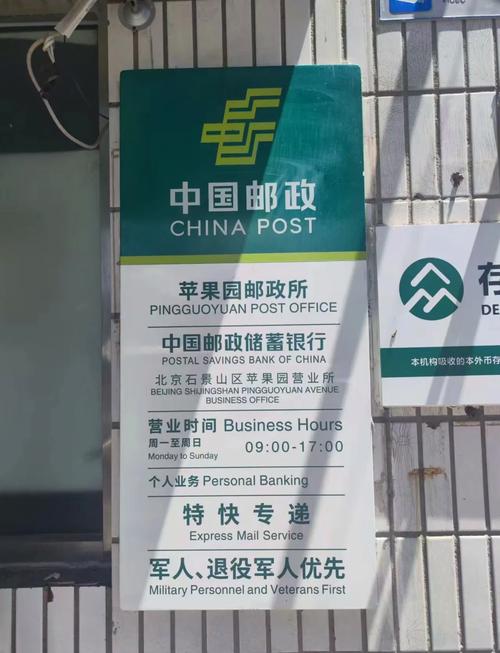 中国邮政
CHINA POST
苹果园邮政所
PINGGUOYUAN POST OFFICE
中国邮政储蓄银行
POSTAL SAVINGS BANK OF CHINA
北京石景山区苹果园营业所
BEIJING SHIJINGSHAN PINGGUOYUAN AVENUE
BUSINESS OFFICE
营业时间 Business Hours
周一至周日 09:00-17:00
Monday to Sunday
个人业务 Personal Banking
特快专递
Express Mail Service
军人、退役军人优先
Military Personnel and Veterans First
存
DE
本机构吸收的本外币存